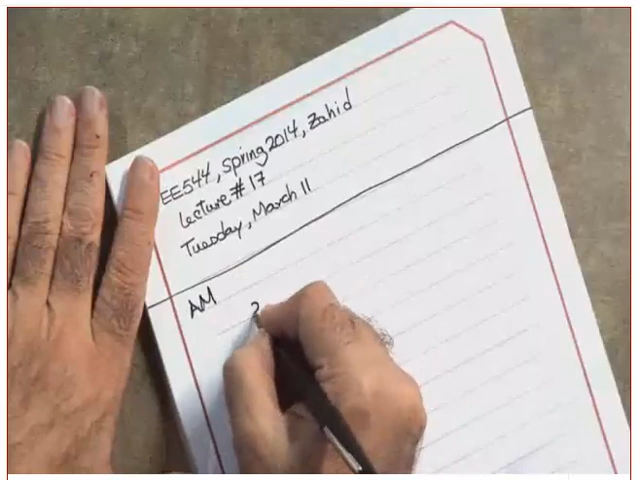 EE544, Spring 2014, Zahid
Lecture # 17
Tuesday, March 11
AM